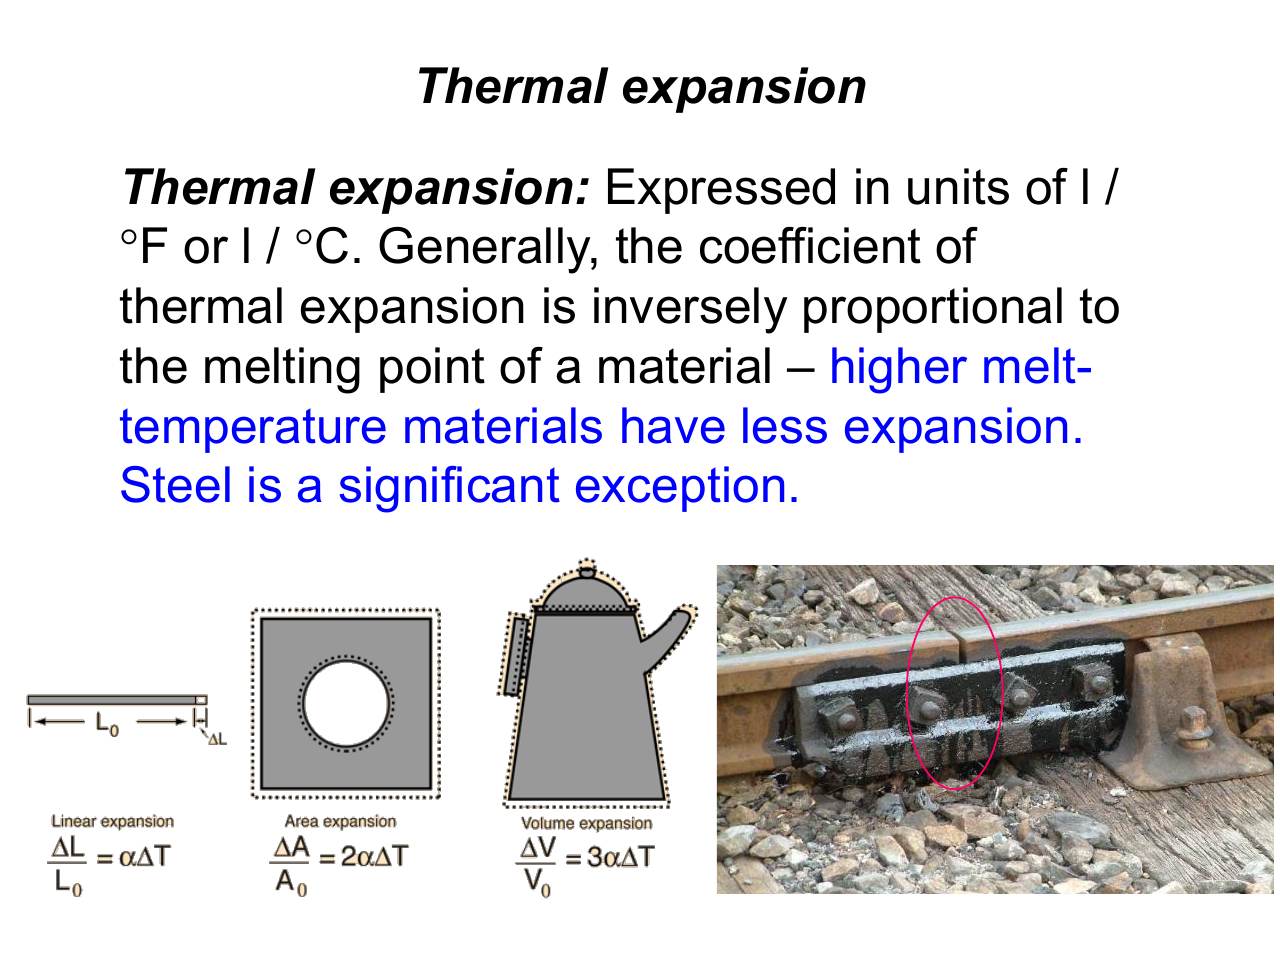 Thermal expansion
Thermal expansion: Expressed in units of l /
°F or l / °C. Generally, the coefficient of
thermal expansion is inversely proportional to
the melting point of a material – higher melt-
temperature materials have less expansion.
Steel is a significant exception.
L₀
ΔL
Linear expansion
ΔL
L₀
= αΔT
Area expansion
ΔA
A₀
= 2αΔT
Volume expansion
ΔV
V₀
= 3αΔT